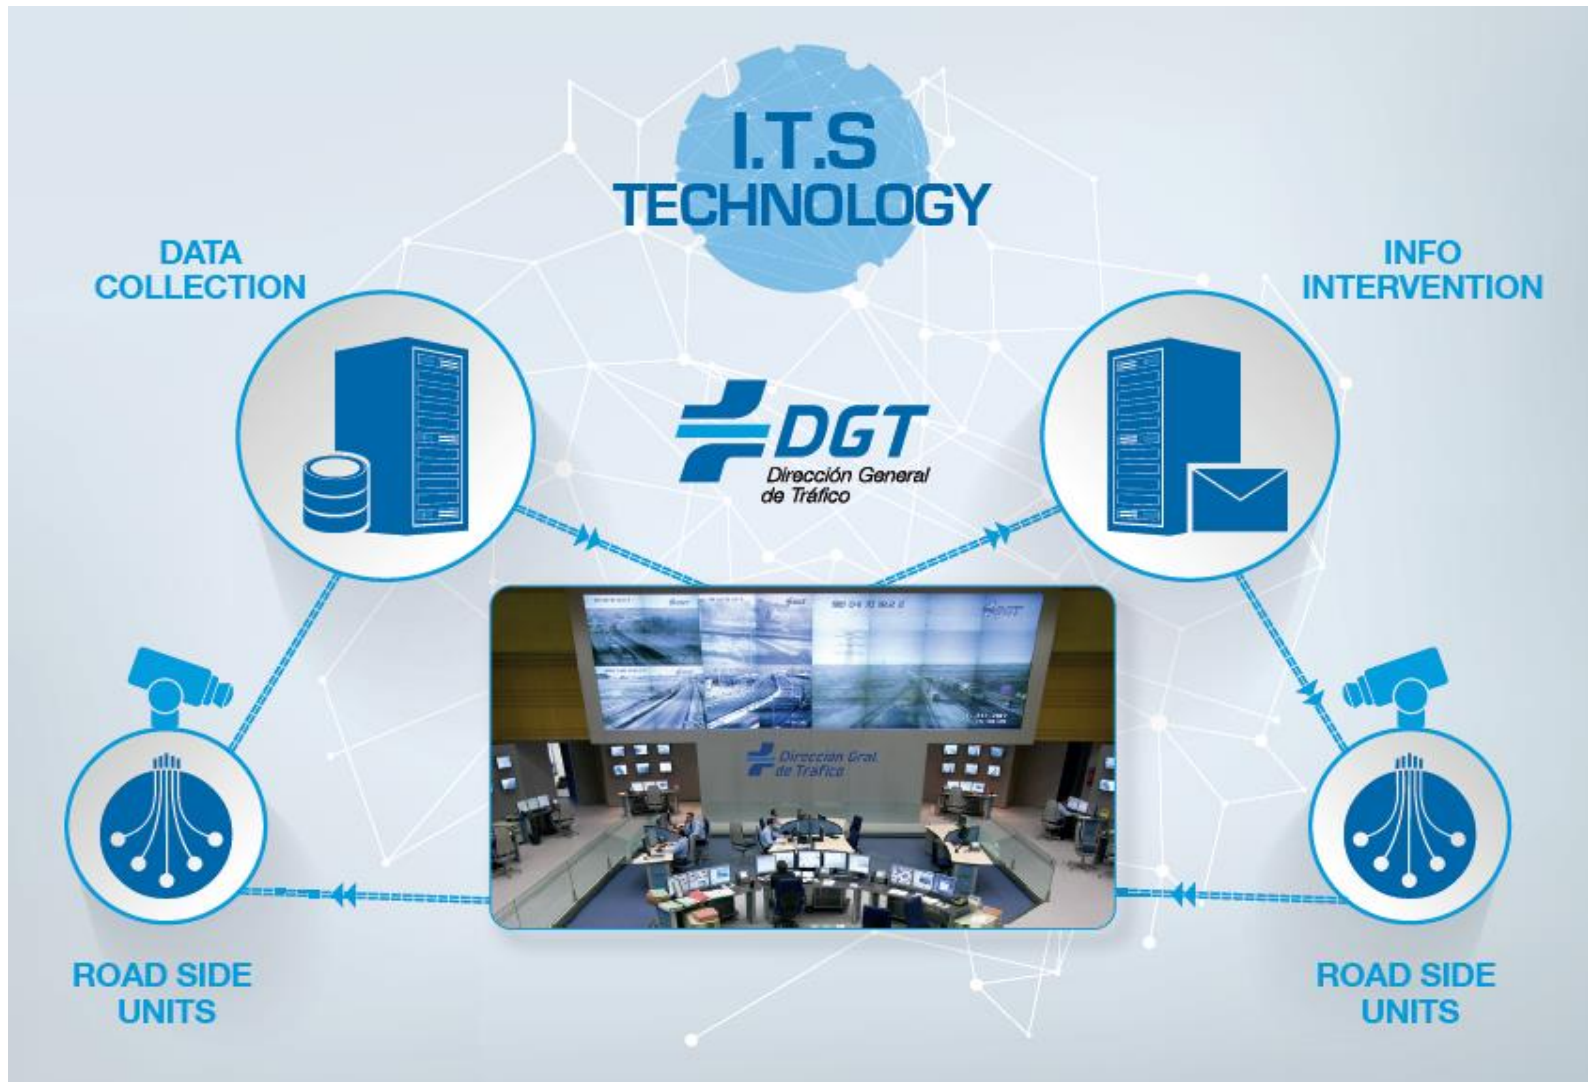 I.T.S
TECHNOLOGY
DATA
COLLECTION
INFO
INTERVENTION
DGT
Dirección General
de Tráfico
DGT
Dirección Gral.
de Tráfico
ROAD SIDE
UNITS
ROAD SIDE
UNITS